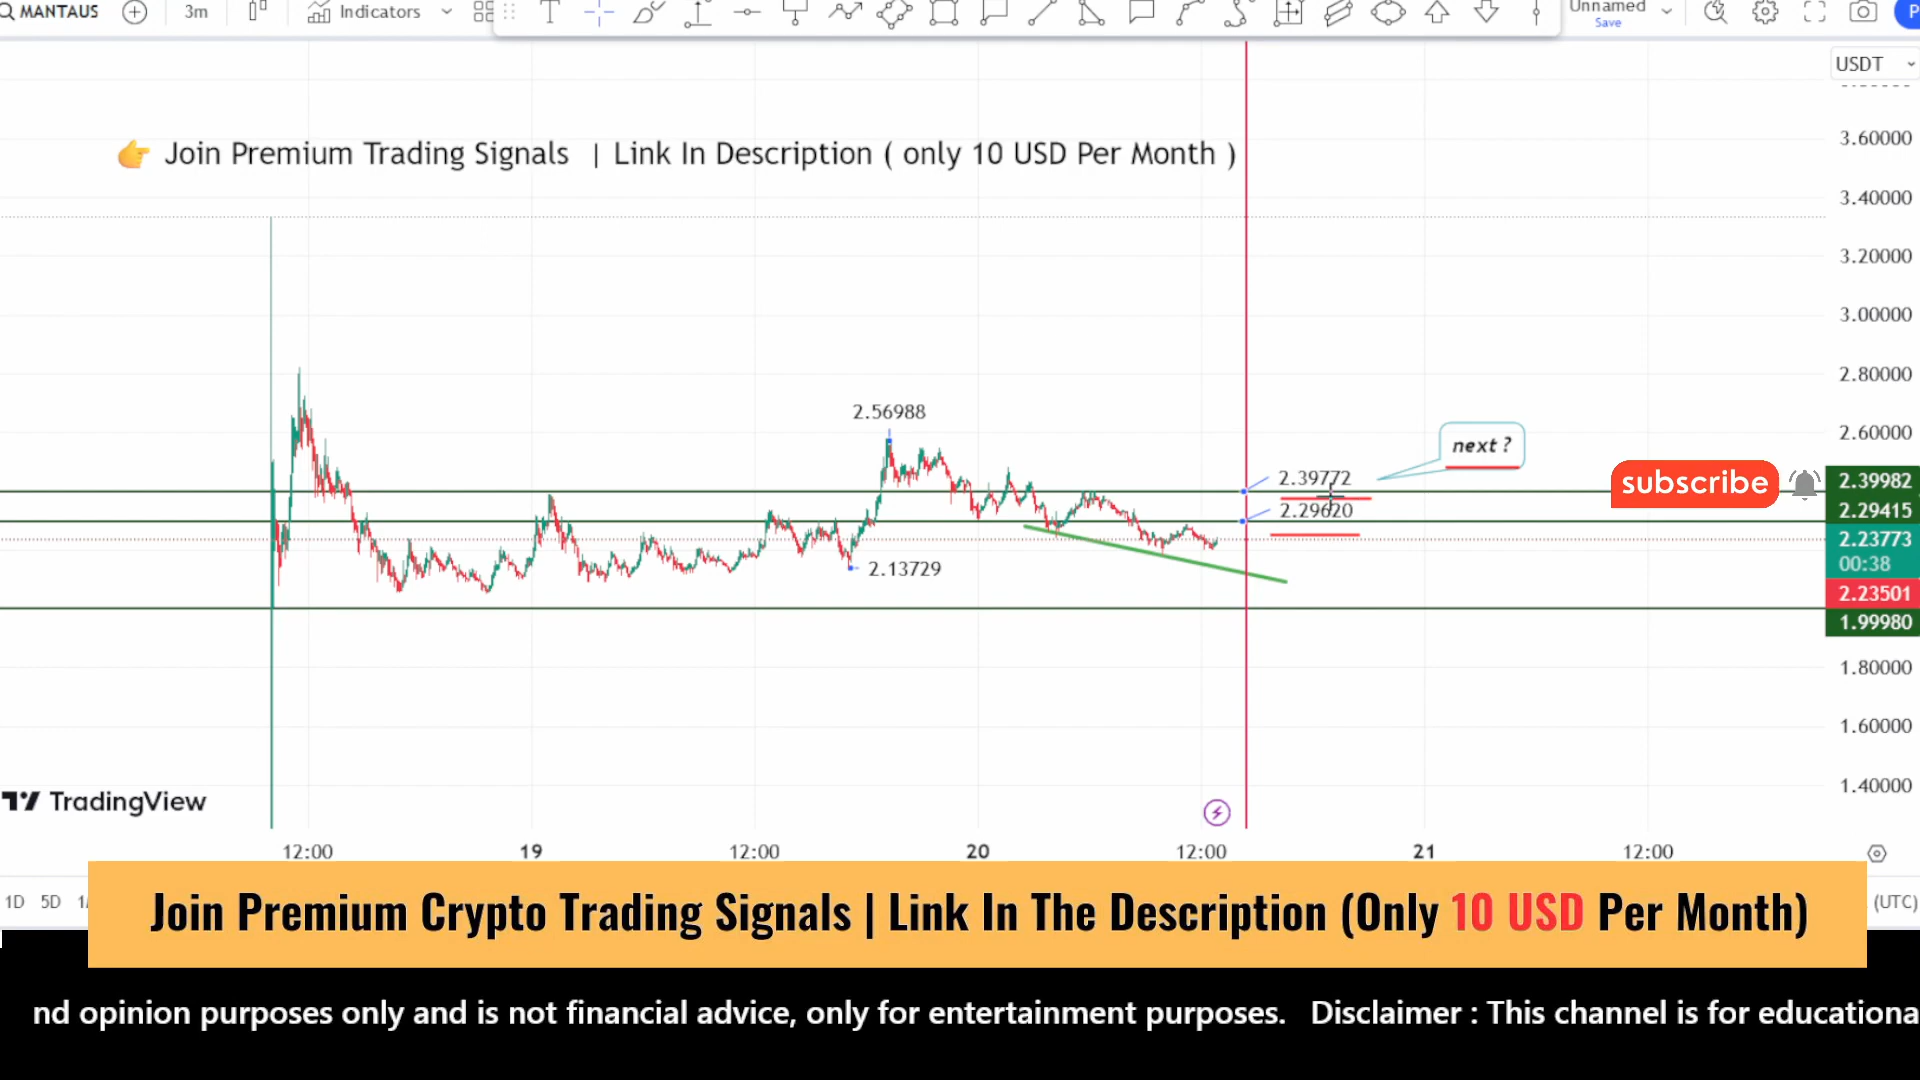 MANTAUS
3m
Indicators
Unnamed
Save
P
USDT
👉 Join Premium Trading Signals | Link In Description ( only 10 USD Per Month )
3.60000
3.40000
3.20000
3.00000
2.80000
2.60000
2.56988
next ?
2.39772
subscribe
2.39982
2.29620
2.29415
2.23773
00:38
2.13729
2.23501
1.99980
1.80000
1.60000
1.40000
TradingView
12:00 19 12:00 20 12:00 21 12:00
1D 5D
(UTC)
Join Premium Crypto Trading Signals | Link In The Description (Only 10 USD Per Month)
nd opinion purposes only and is not financial advice, only for entertainment purposes. Disclaimer : This channel is for educationa